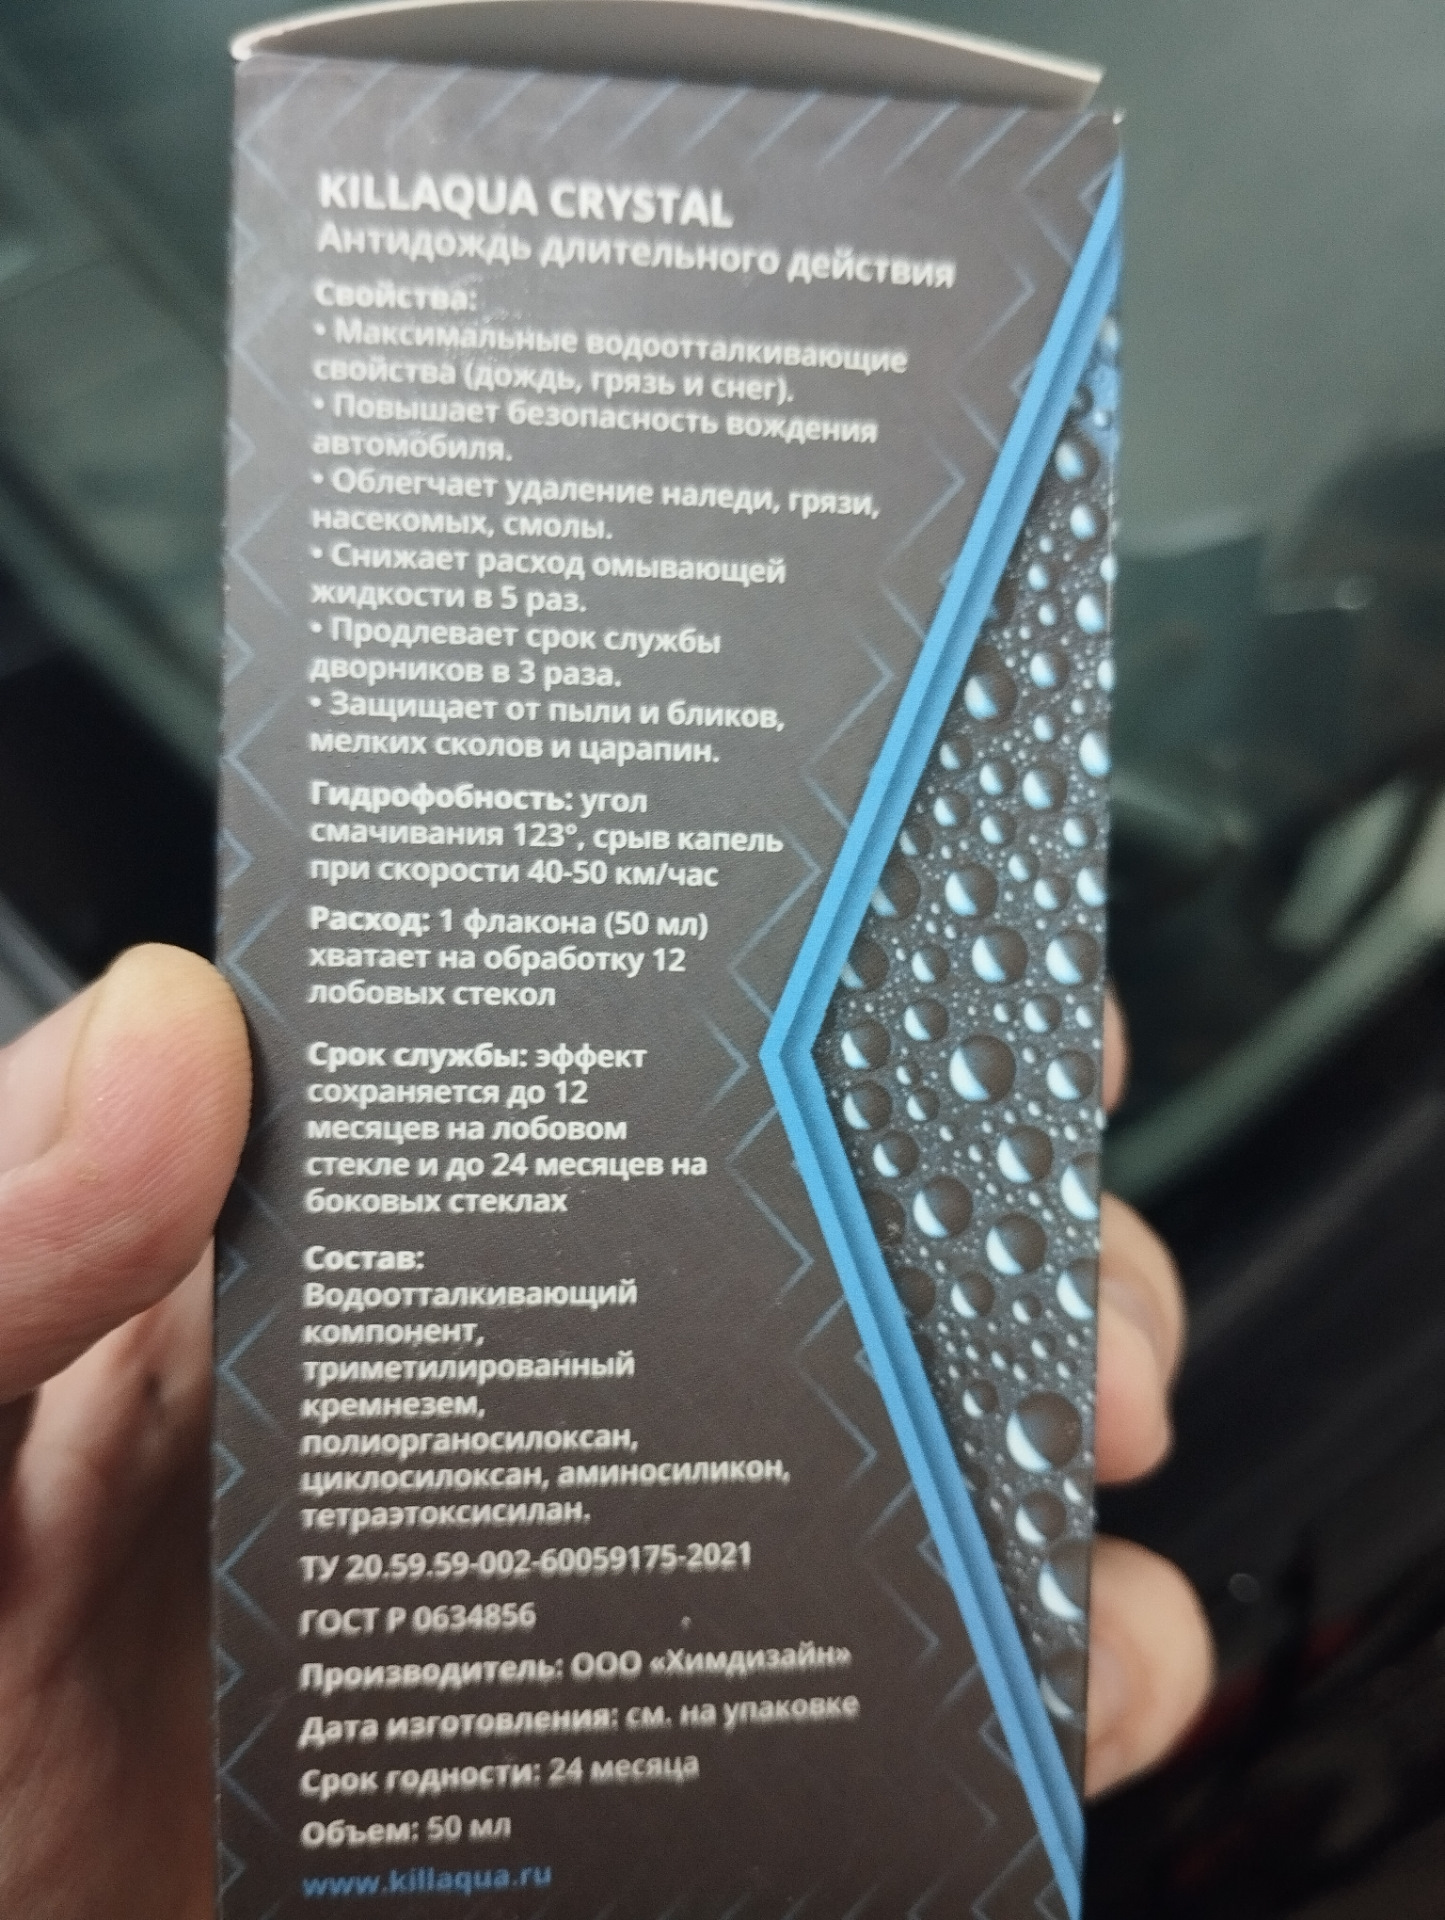 KILLAQUA CRYSTAL
Антидождь длительного действия
Свойства:
• Максимальные водоотталкивающие
свойства (дождь, грязь и снег).
• Повышает безопасность вождения
автомобиля.
• Облегчает удаление наледи, грязи,
насекомых, смолы.
• Снижает расход омывающей
жидкости в 5 раз.
• Продлевает срок службы
дворников в 3 раза.
• Защищает от пыли и бликов,
мелких сколов и царапин.
Гидрофобность: угол
смачивания 123°, срыв капель
при скорости 40-50 км/час
Расход: 1 флакона (50 мл)
хватает на обработку 12
лобовых стекол
Срок службы: эффект
сохраняется до 12
месяцев на лобовом
стекле и до 24 месяцев на
боковых стеклах
Состав:
Водоотталкивающий
компонент,
триметилированный
кремнезем,
полиорганосилоксан,
циклосилоксан, аминосиликон,
тетраэтоксисилан.
ТУ 20.59.59-002-60059175-2021
ГОСТ Р 0634856
Производитель: ООО «Химдизайн»
Дата изготовления: см. на упаковке
Срок годности: 24 месяца
Объем: 50 мл
www.killaqua.ru